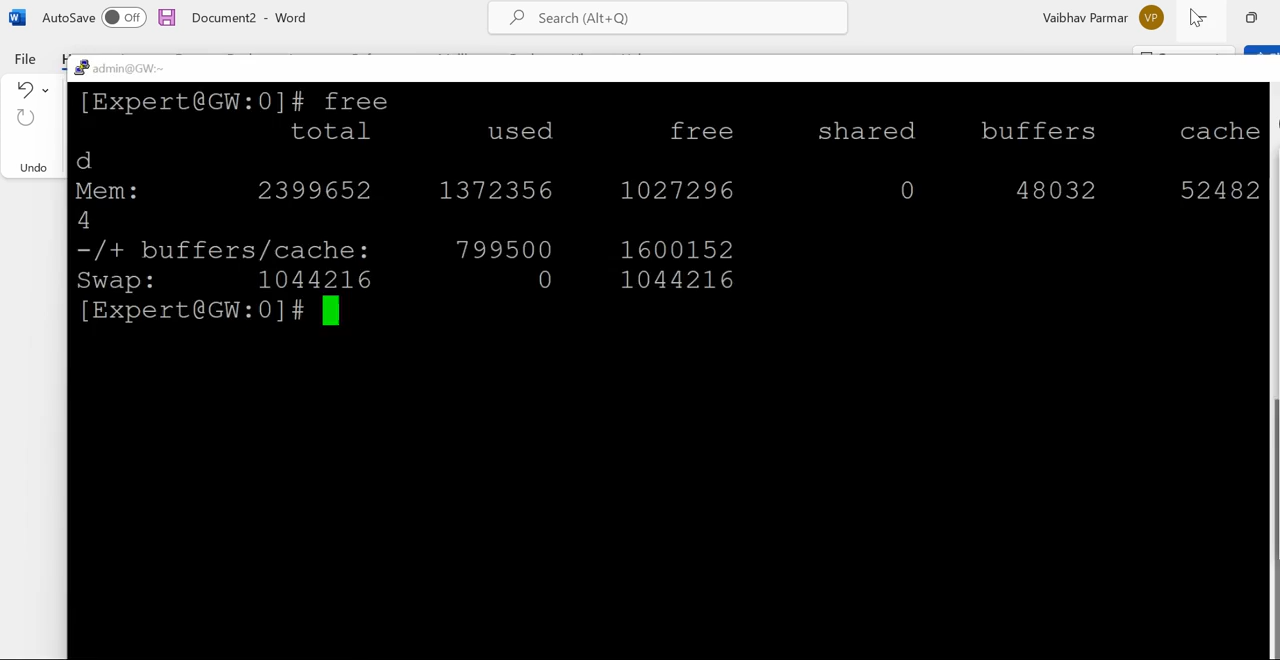 AutoSave Off Document2 - Word Search (Alt+Q) Vaibhav Parmar VP
File
admin@GW:~
Undo
[Expert@GW:0]# free
total used free shared buffers cache
d
Mem: 2399652 1372356 1027296 0 48032 52482
4
-/+ buffers/cache: 799500 1600152
Swap: 1044216 0 1044216
[Expert@GW:0]#